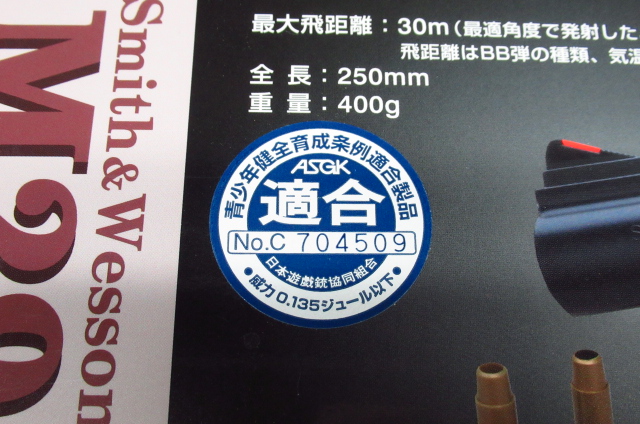 Smith & Wesson
M29
最大飛距離：30m（最適角度で発射した
飛距離はBB弾の種類、気温
全 長：250mm
重 量：400g
青少年健全育成条例適合製品
ASGK
適合
No.C 704509
日本遊戯銃協同組合
・威力0.135ジュール以下・